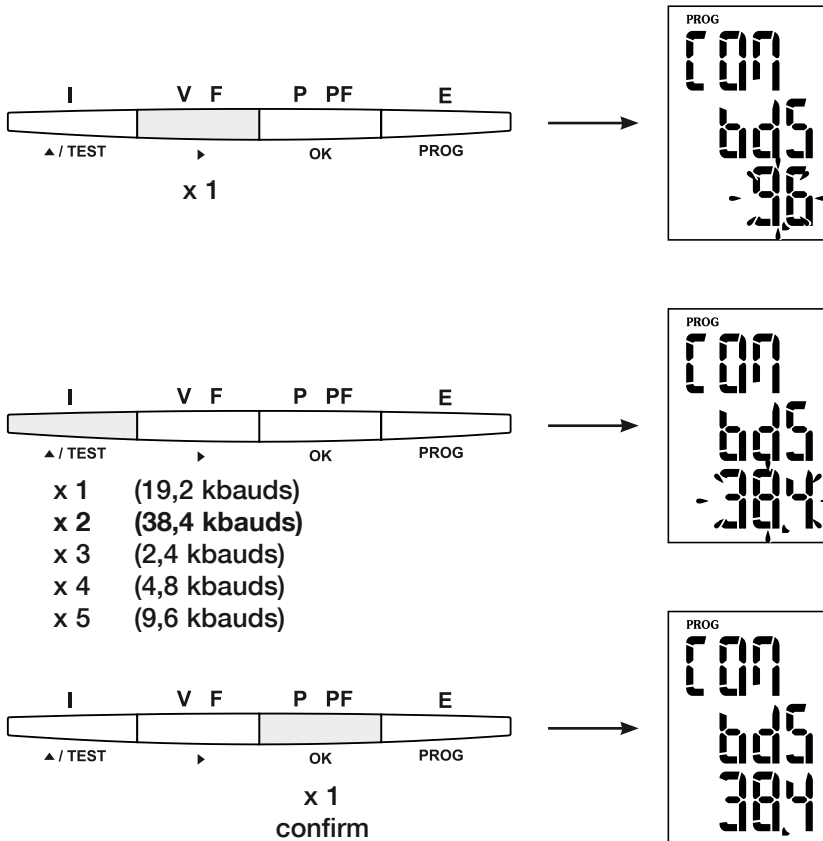 PROG
COM
bdS
96
I V F P PF E
▲ / TEST ▶ OK PROG
x 1
PROG
COM
bdS
38.4
I V F P PF E
▲ / TEST ▶ OK PROG
x 1 (19,2 kbauds)
x 2 (38,4 kbauds)
x 3 (2,4 kbauds)
x 4 (4,8 kbauds)
x 5 (9,6 kbauds)
PROG
COM
bdS
38.4
I V F P PF E
▲ / TEST ▶ OK PROG
x 1
confirm